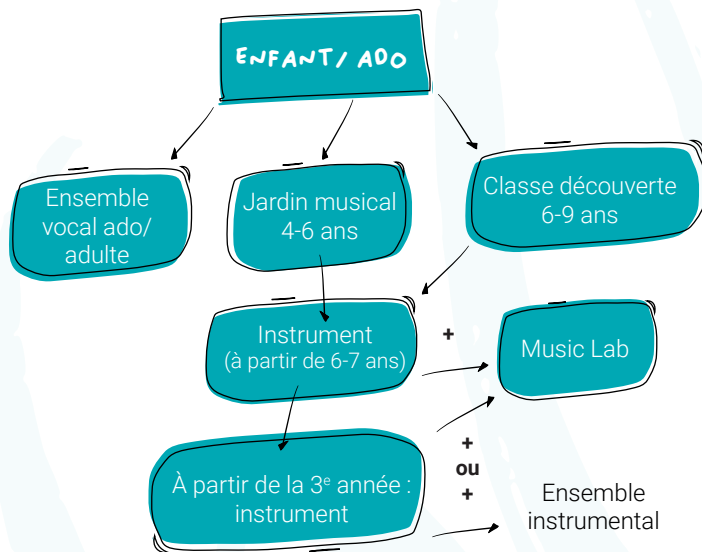 ENFANT/ ADO
Ensemble
vocal ado/
adulte
Jardin musical
4-6 ans
Classe découverte
6-9 ans
Instrument
(à partir de 6-7 ans)
+
Music Lab
À partir de la 3e année :
instrument
+
ou
+
Ensemble
instrumental